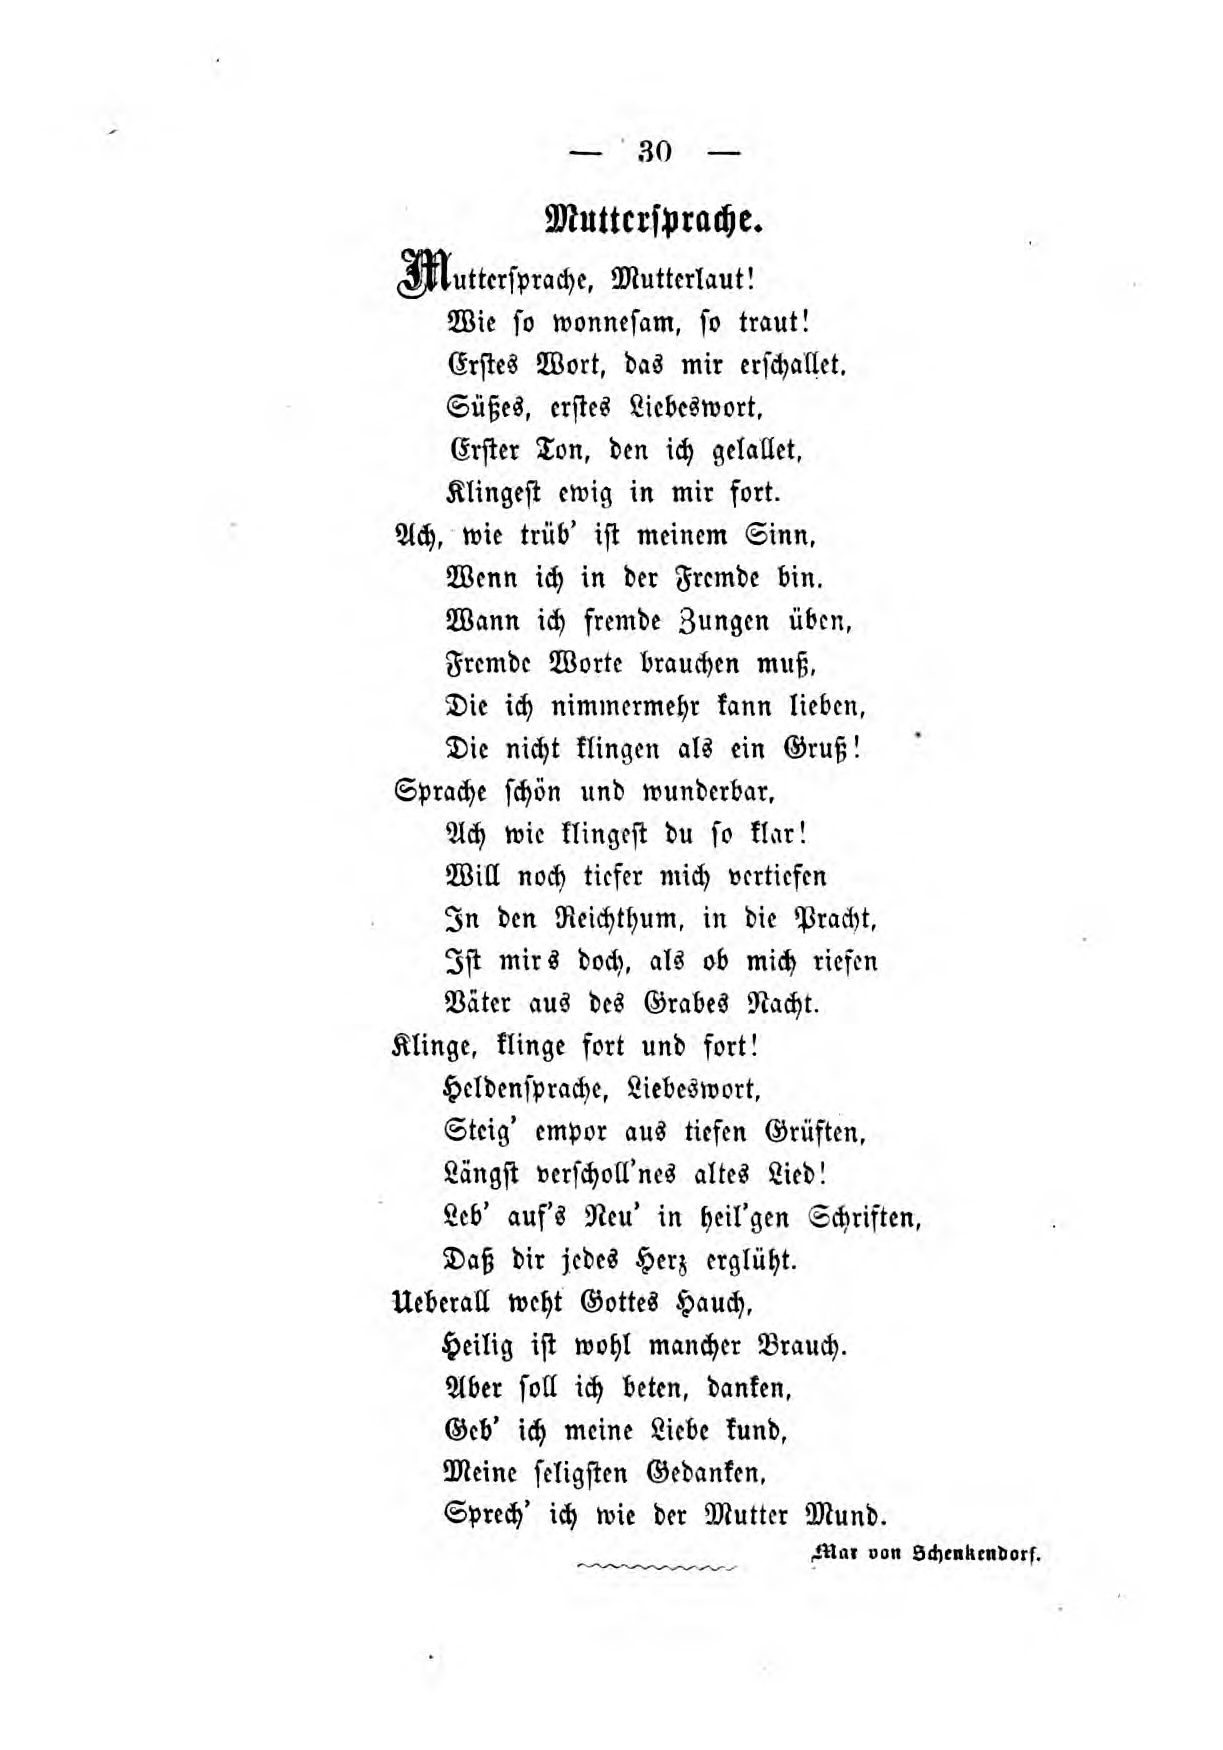 — 30 —
Muttersprache.
Muttersprache, Mutterlaut!
Wie so wonnesam, so traut!
Erstes Wort, das mir erschallet.
Süßes, erstes Liebeswort,
Erster Ton, den ich gelallet,
Klingest ewig in mir fort.
Ach, wie trüb' ist meinem Sinn,
Wenn ich in der Fremde bin.
Wann ich fremde Zungen üben,
Fremde Worte brauchen muß,
Die ich nimmermehr kann lieben,
Die nicht klingen als ein Gruß!
Sprache schön und wunderbar,
Ach wie klingest du so klar!
Will noch tiefer mich vertiefen
In den Reichthum, in die Pracht,
Ist mirs doch, als ob mich riefen
Väter aus des Grabes Nacht.
Klinge, klinge fort und fort!
Heldensprache, Liebeswort,
Steig' empor aus tiefen Grüften,
Längst verscholl'nes altes Lied!
Leb' auf's Neu' in heil'gen Schriften,
Daß dir jedes Herz erglüht.
Ueberall weht Gottes Hauch,
Heilig ist wohl mancher Brauch.
Aber soll ich beten, danken,
Geb' ich meine Liebe kund,
Meine seligsten Gedanken,
Sprech' ich wie der Mutter Mund.
Max von Schenkendorf.